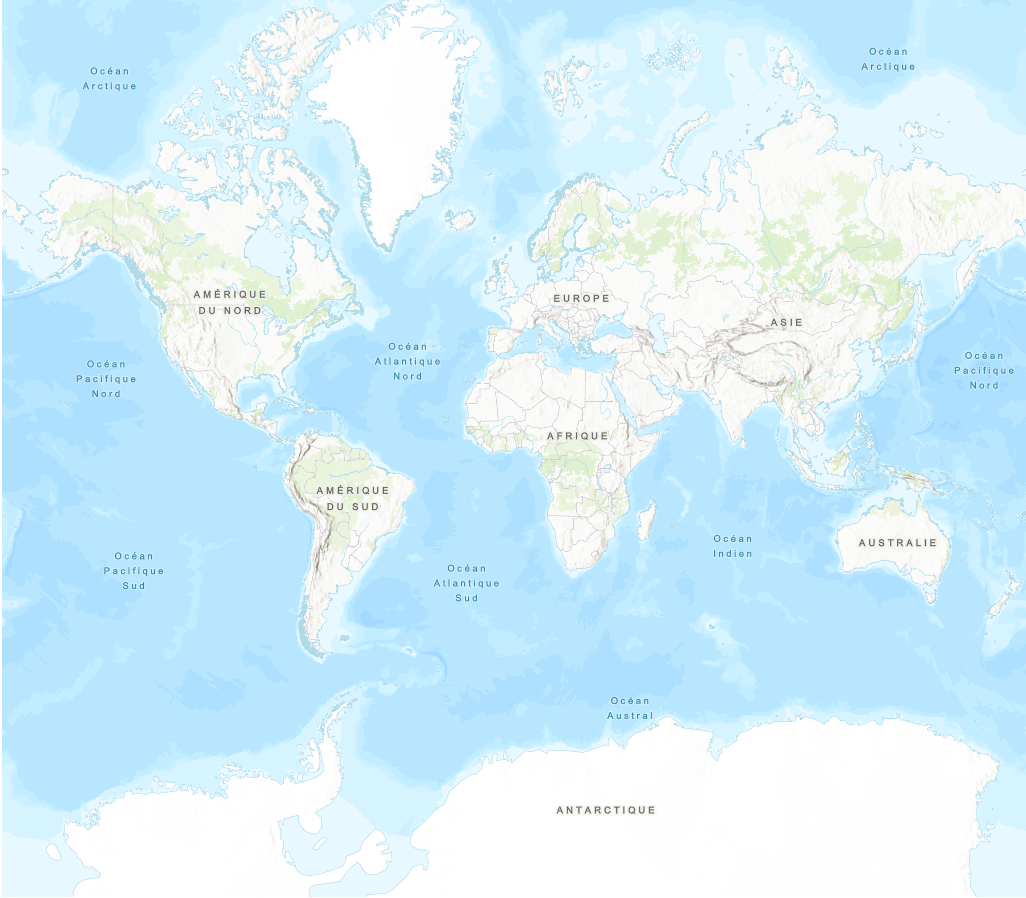 Océan
Arctique
Océan
Arctique
AMÉRIQUE
DU NORD
EUROPE
ASIE
Océan
Pacifique
Nord
Océan
Atlantique
Nord
Océan
Pacifique
Nord
AFRIQUE
AMÉRIQUE
DU SUD
Océan
Pacifique
Sud
Océan
Atlantique
Sud
Océan
Indien
AUSTRALIE
Océan
Austral
ANTARCTIQUE